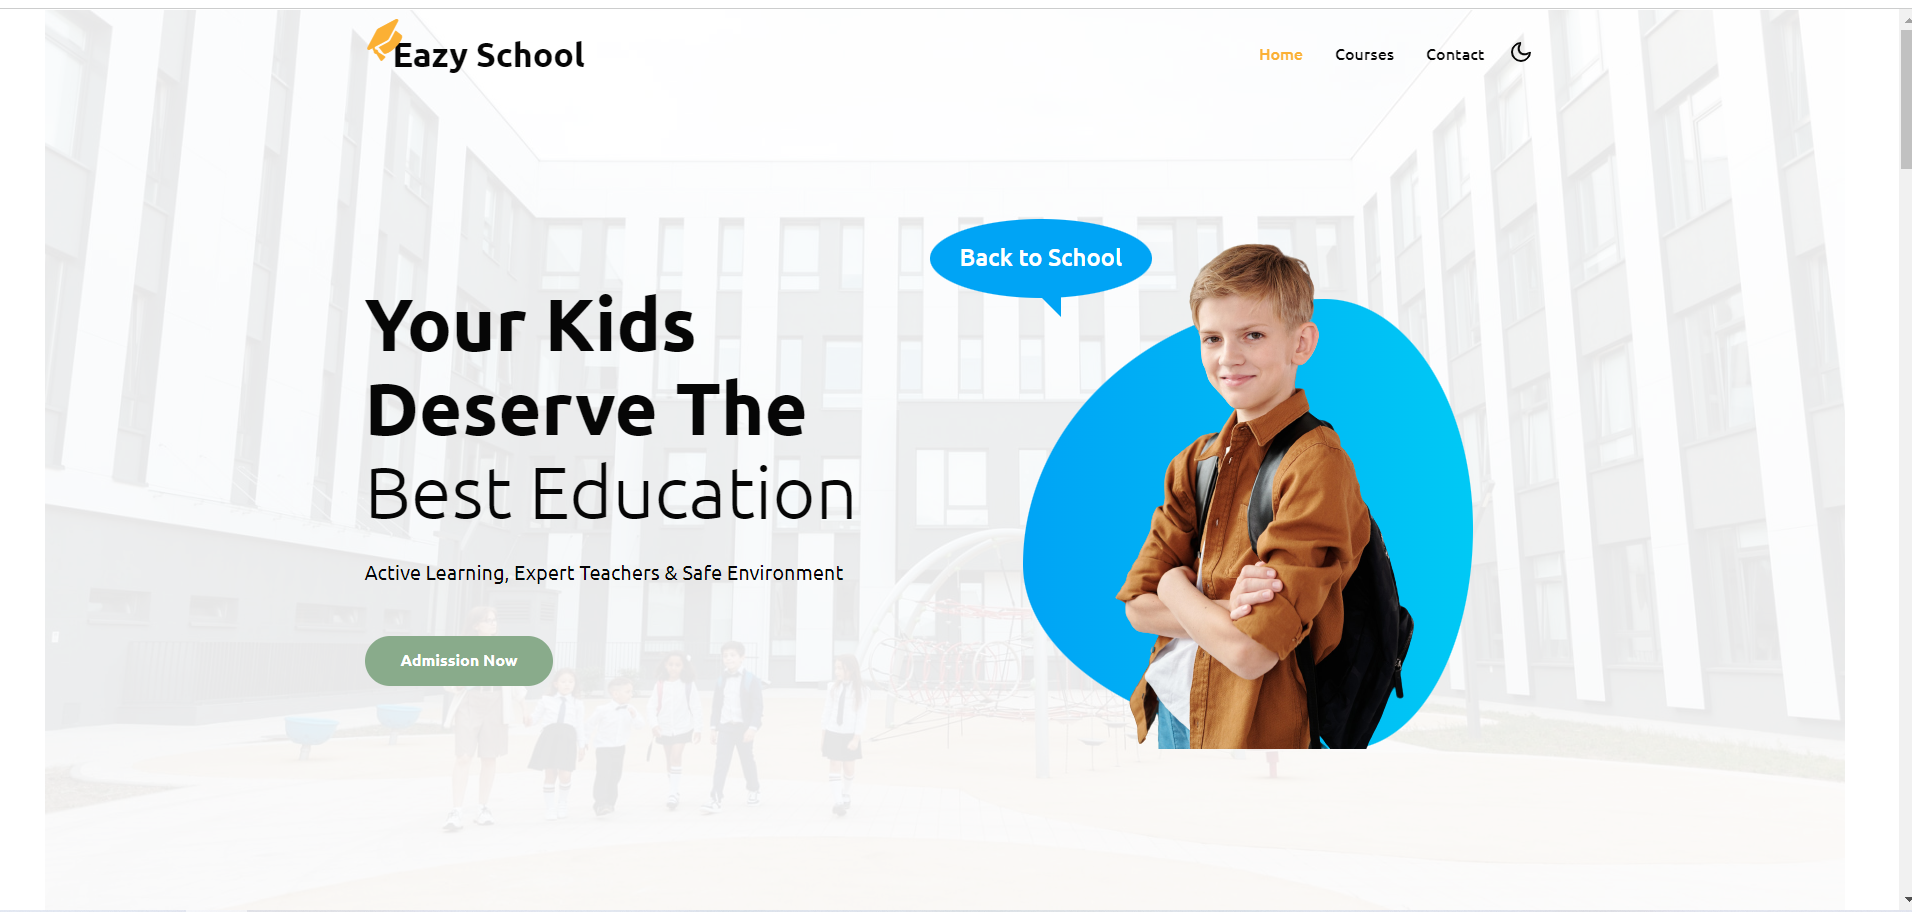 Eazy School
Home Courses Contact
Back to School
Your Kids
Deserve The
Best Education
Active Learning, Expert Teachers & Safe Environment
Admission Now